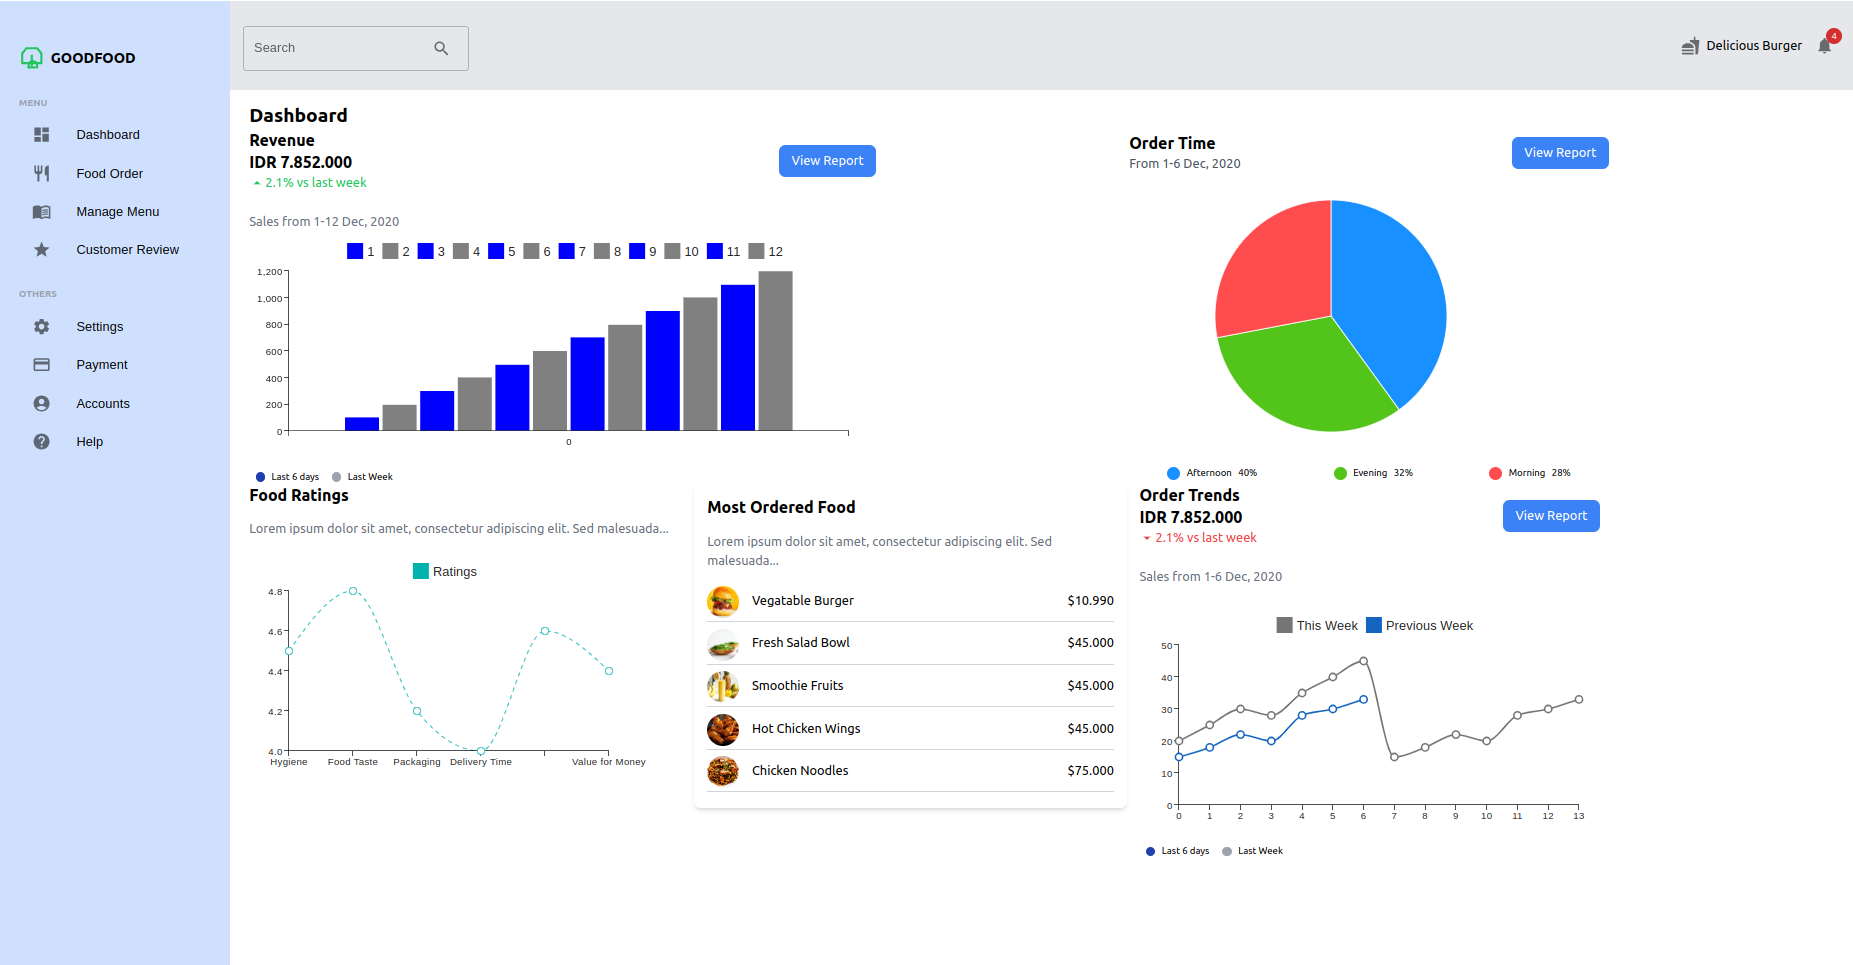 GOODFOOD
MENU
Dashboard
Food Order
Manage Menu
Customer Review
OTHERS
Settings
Payment
Accounts
Help
Search
Delicious Burger
4
Dashboard
Revenue
IDR 7.852.000
2.1% vs last week
View Report
Sales from 1-12 Dec, 2020
1 2 3 4 5 6 7 8 9 10 11 12
1,200
1,000
800
600
400
200
0
0
Last 6 days Last Week
Order Time
From 1-6 Dec, 2020
View Report
Afternoon 40% Evening 32% Morning 28%
Food Ratings
Lorem ipsum dolor sit amet, consectetur adipiscing elit. Sed malesuada...
Ratings
4.8
4.6
4.4
4.2
4.0
Hygiene Food Taste Packaging Delivery Time Value for Money
Most Ordered Food
Lorem ipsum dolor sit amet, consectetur adipiscing elit. Sed
malesuada...
Vegatable Burger $10.990
Fresh Salad Bowl $45.000
Smoothie Fruits $45.000
Hot Chicken Wings $45.000
Chicken Noodles $75.000
Order Trends
IDR 7.852.000
2.1% vs last week
View Report
Sales from 1-6 Dec, 2020
This Week Previous Week
50
40
30
20
10
0
0 1 2 3 4 5 6 7 8 9 10 11 12 13
Last 6 days Last Week